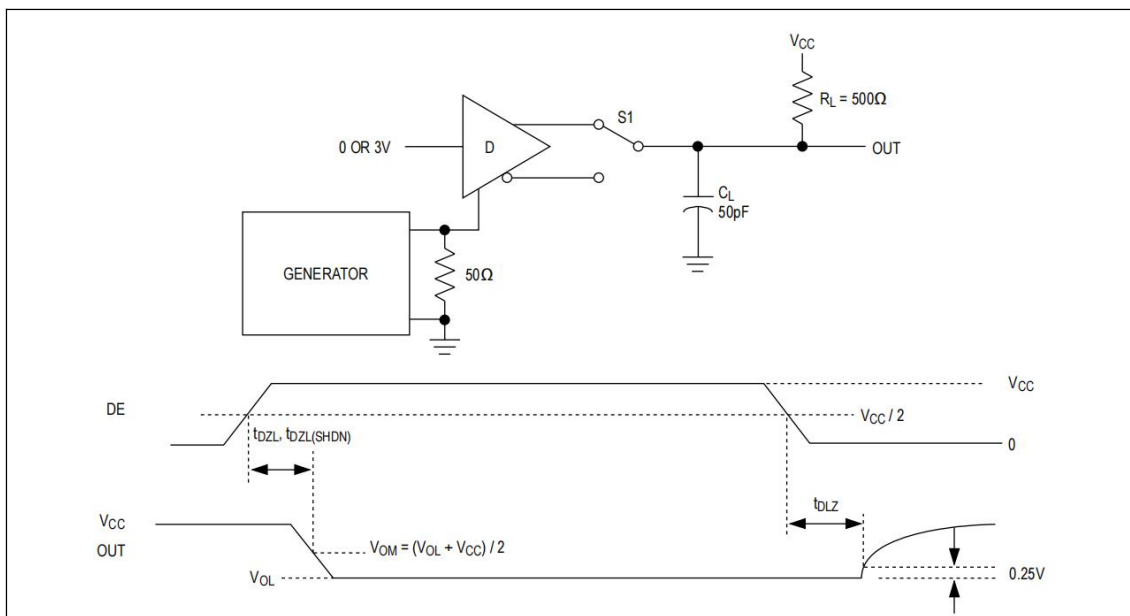 VCC
RL = 500Ω
S1
0 OR 3V
D
OUT
CL
50pF
GENERATOR
50Ω
VCC
DE
VCC / 2
tDZL, tDZL(SHDN)
0
tDLZ
VCC
OUT
VOM = (VOL + VCC) / 2
VOL
0.25V